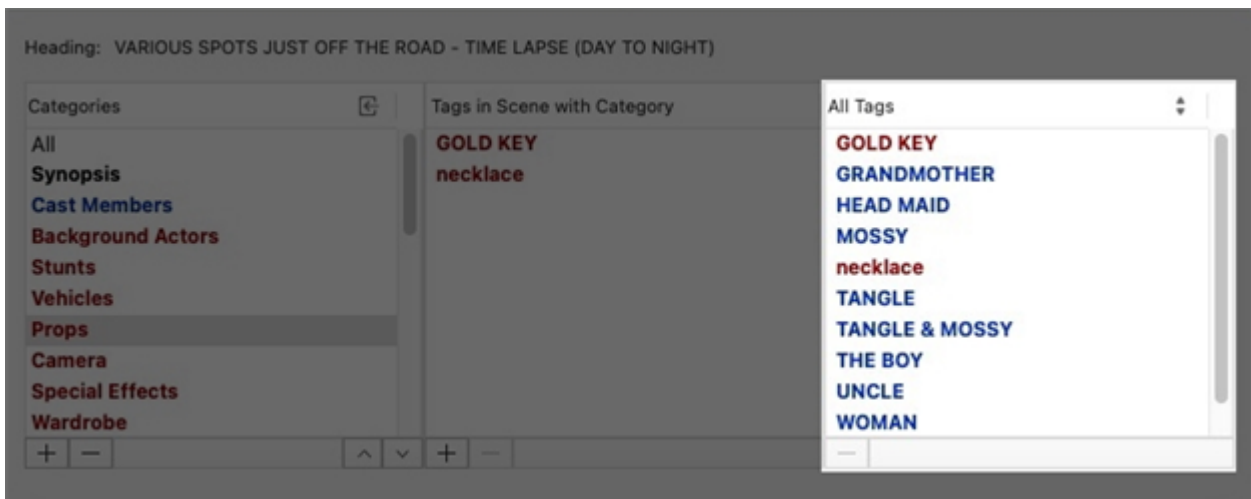 Heading: VARIOUS SPOTS JUST OFF THE ROAD - TIME LAPSE (DAY TO NIGHT)
Categories
All
Synopsis
Cast Members
Background Actors
Stunts
Vehicles
Props
Camera
Special Effects
Wardrobe
Tags in Scene with Category
GOLD KEY
necklace
All Tags
GOLD KEY
GRANDMOTHER
HEAD MAID
MOSSY
necklace
TANGLE
TANGLE & MOSSY
THE BOY
UNCLE
WOMAN